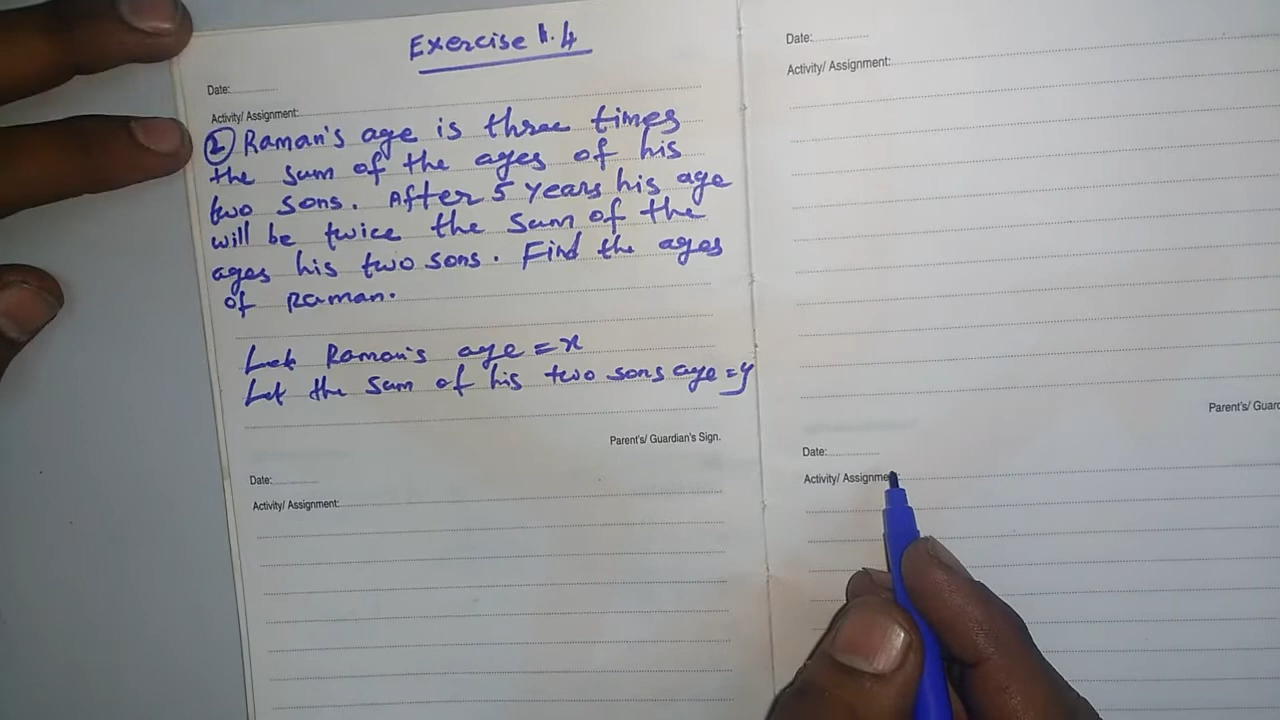 Exercise 11.4
Date:
Activity/ Assignment:
② Raman's age is three times
the sum of the ages of his
two sons. After 5 years his age
will be twice the sum of the
ages his two sons. Find the ages
of Raman.
Let Raman's age = x
Let the sum of his two sons age = y
Parent's/ Guardian's Sign.
Date:
Activity/ Assignment:
Date:
Activity/ Assignment:
Parent's/ Guar
Date:
Activity/ Assignme